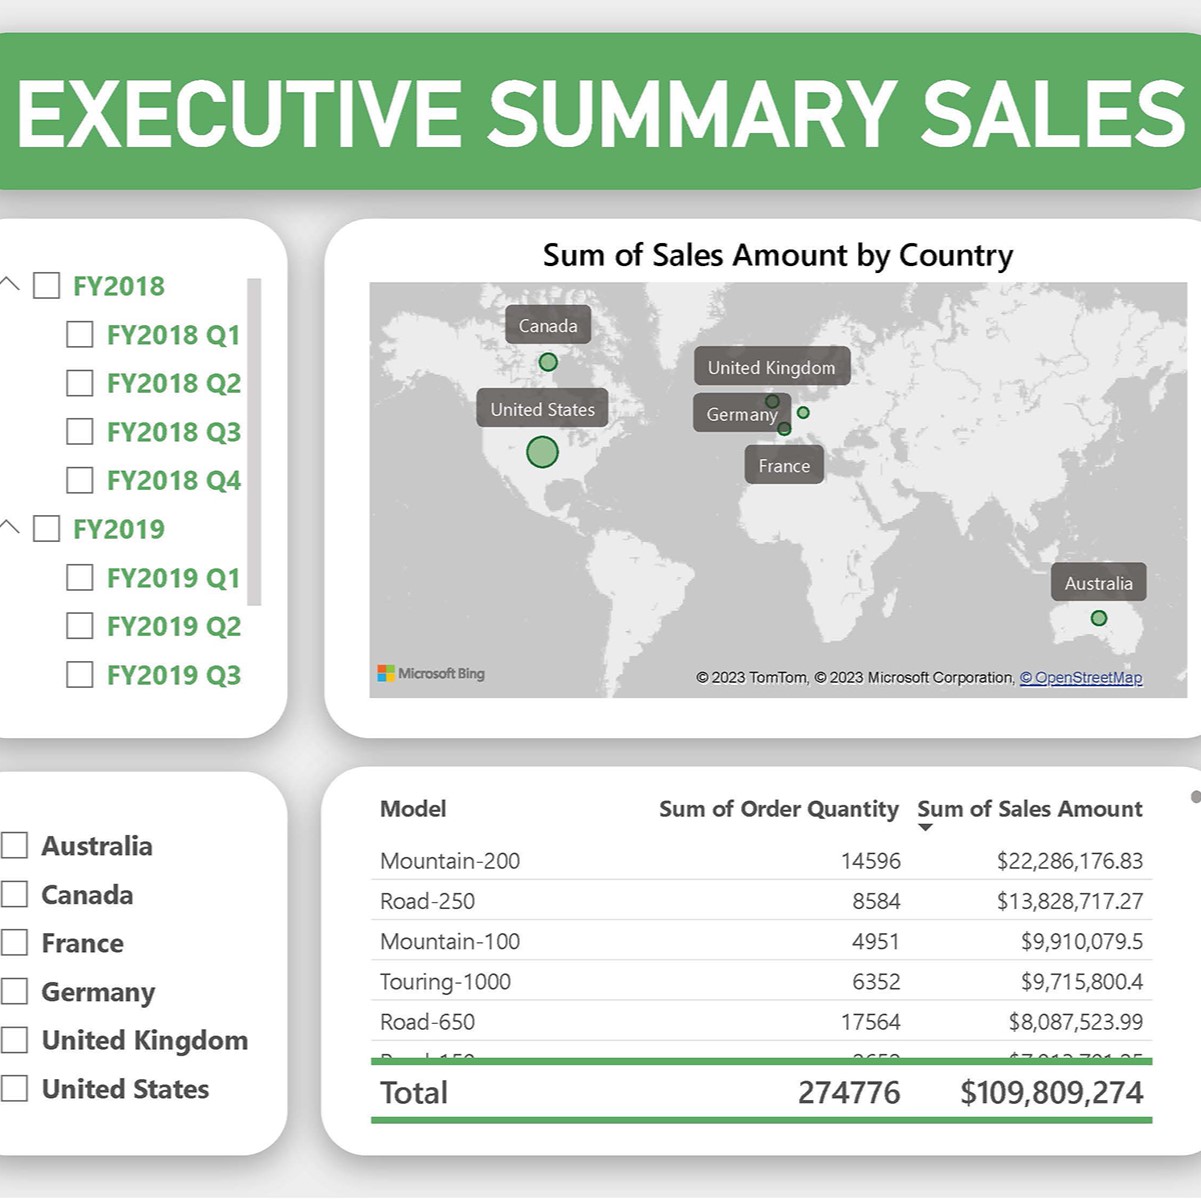 EXECUTIVE SUMMARY SALES
FY2018
FY2018 Q1
FY2018 Q2
FY2018 Q3
FY2018 Q4
FY2019
FY2019 Q1
FY2019 Q2
FY2019 Q3
Sum of Sales Amount by Country
Canada
United Kingdom
United States
Germany
France
Australia
Microsoft Bing
© 2023 TomTom, © 2023 Microsoft Corporation, © OpenStreetMap
Australia
Canada
France
Germany
United Kingdom
United States
Model Sum of Order Quantity Sum of Sales Amount
Mountain-200 14596 $22,286,176.83
Road-250 8584 $13,828,717.27
Mountain-100 4951 $9,910,079.5
Touring-1000 6352 $9,715,800.4
Road-650 17564 $8,087,523.99
Total 274776 $109,809,274